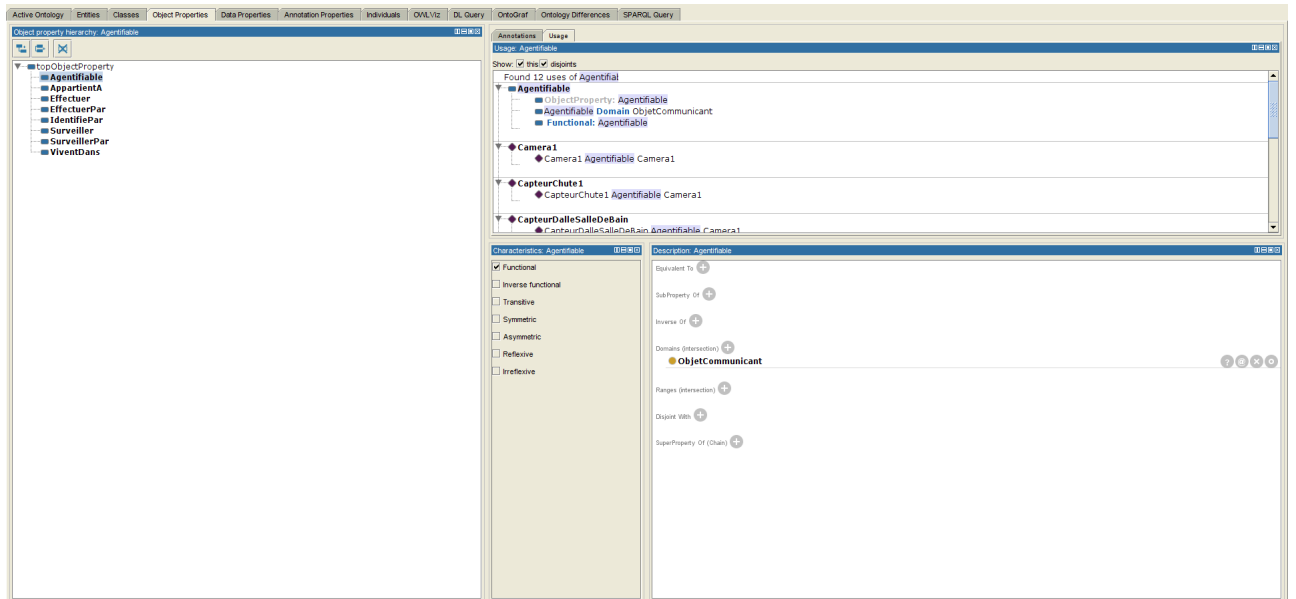 Active Ontology Entities Classes Object Properties Data Properties Annotation Properties Individuals OWLViz DL Query OntoGraf Ontology Differences SPARQL Query
Object property hierarchy: Agentifiable
topObjectProperty
Agentifiable
AppartientA
Effectuer
EffectuerPar
IdentifiePar
Surveiller
SurveillerPar
ViventDans
Annotations Usage
Usage: Agentifiable
Show: this disjoints
Found 12 uses of Agentifial
Agentifiable
ObjectProperty: Agentifiable
Agentifiable Domain ObjetCommunicant
Functional: Agentifiable
Camera1
Camera1 Agentifiable Camera1
CapteurChute1
CapteurChute1 Agentifiable Camera1
CapteurDalleSalleDeBain
CapteurDalleSalleDeBain Agentifiable Camera1
Characteristics: Agentifiable
Functional
Inverse functional
Transitive
Symmetric
Asymmetric
Reflexive
Irreflexive
Description: Agentifiable
Equivalent To
SubProperty Of
Inverse Of
Domains (intersection)
ObjetCommunicant
Ranges (intersection)
Disjoint With
SuperProperty Of (Chain)